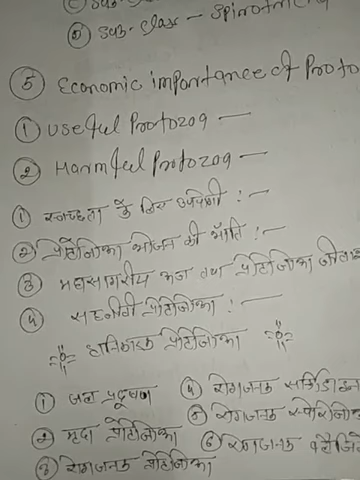 ② Sub-class - Spirotrichia
⑤ Economic importance of Proto
① Useful Protozoa —
② Harmful Protozoa —
① स्वच्छता के लिए उपयोगी :—
② प्रोटोजोआ भोजन की भाँति :—
③ महासागरीय तथा प्रोटोजोआ
④ सहजीवी प्रोटोजोआ :—
हानिकारक प्रोटोजोआ
① जल प्रदूषण ④ रोगजनक
② मृदा प्रोटोजोआ ⑤ रोगजनक स्पोरोजोआ
③ रोगजनक प्रोटोजोआ ⑥ रोगजनक